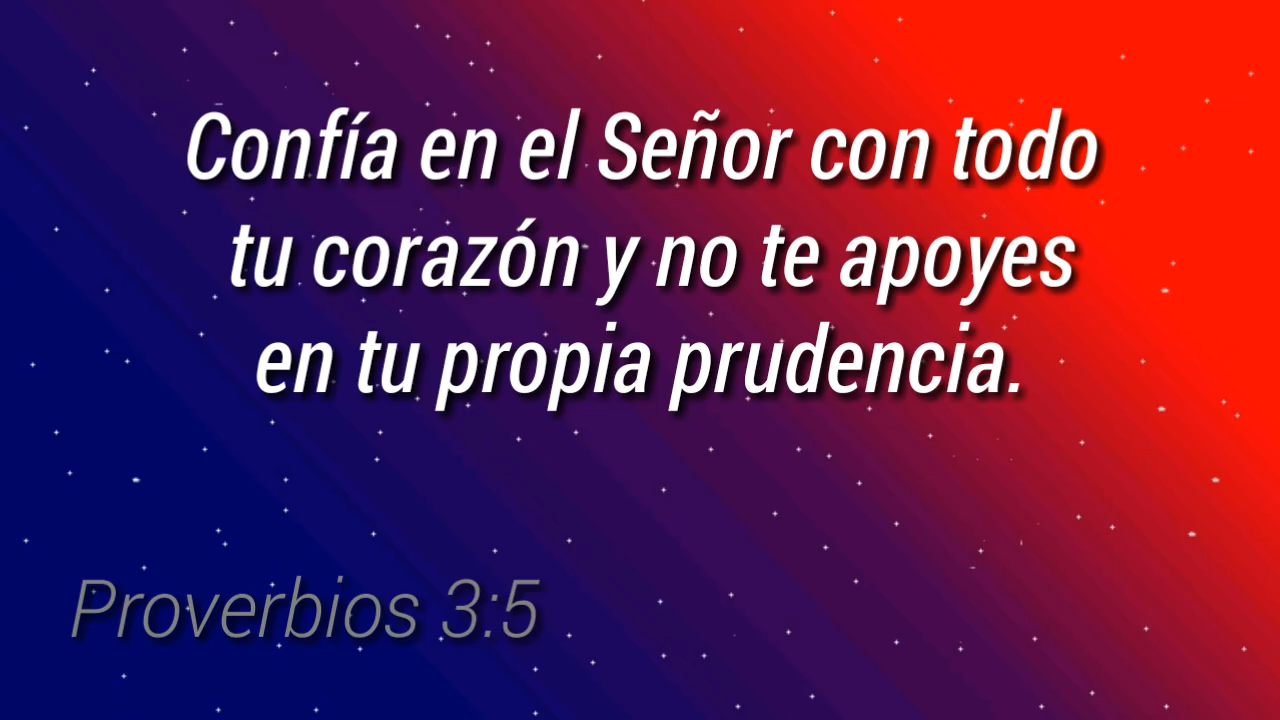 Confía en el Señor con todo
tu corazón y no te apoyes
en tu propia prudencia.
Proverbios 3:5